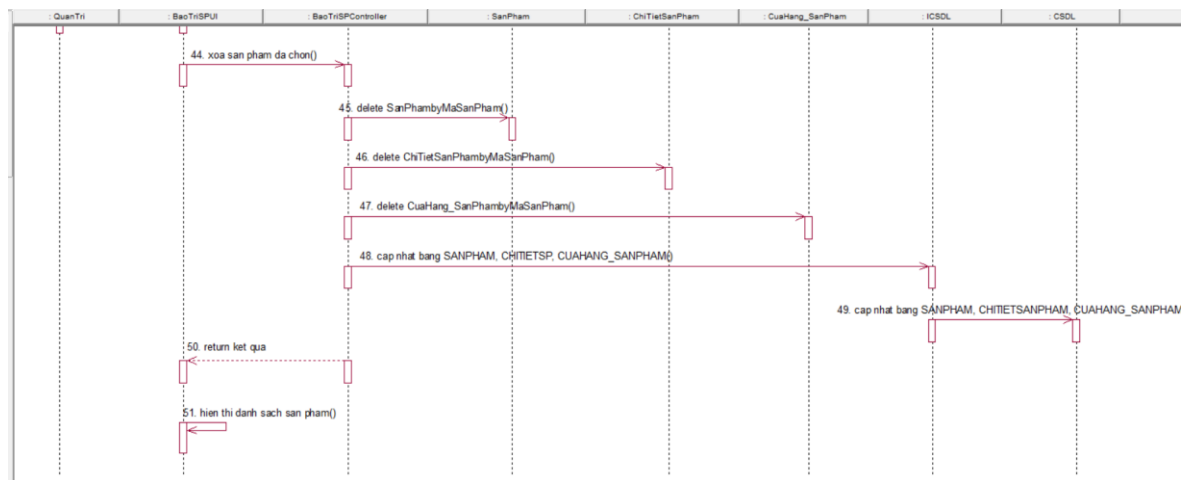 : QuanTri
: BaoTriSPUI
: BaoTriSPController
: SanPham
: ChiTietSanPham
: CuaHang_SanPham
: ICSDL
: CSDL
44. xoa san pham da chon()
45. delete SanPhambyMaSanPham()
46. delete ChiTietSanPhambyMaSanPham()
47. delete CuaHang_SanPhambyMaSanPham()
48. cap nhat bang SANPHAM, CHITIETSP, CUAHANG_SANPHAM()
49. cap nhat bang SANPHAM, CHITIETSANPHAM, CUAHANG_SANPHAM
50. return ket qua
51. hien thi danh sach san pham()